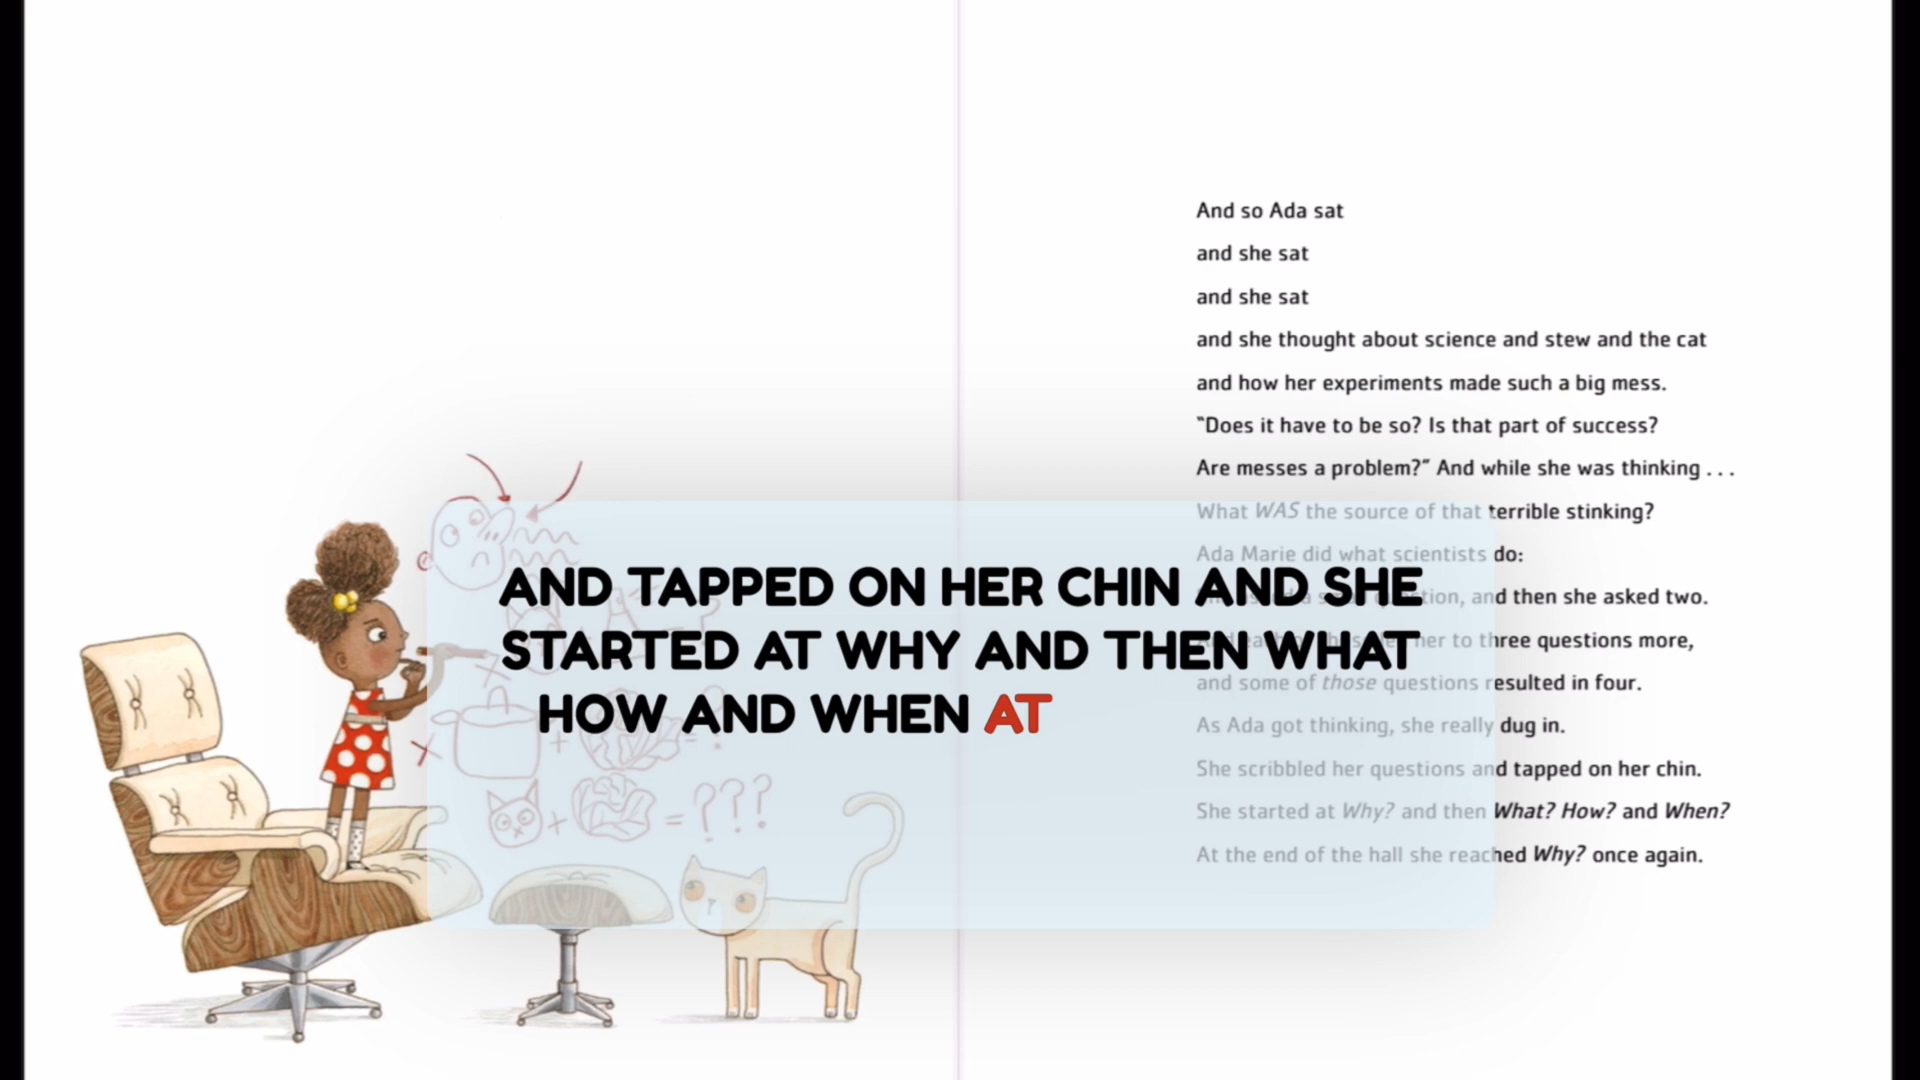 And so Ada sat
and she sat
and she sat
and she thought about science and stew and the cat
and how her experiments made such a big mess.
“Does it have to be so? Is that part of success?
Are messes a problem?” And while she was thinking . . .
What WAS the source of that terrible stinking?
Ada Marie did what scientists do:
tion, and then she asked two.
her to three questions more,
and some of those questions resulted in four.
As Ada got thinking, she really dug in.
She scribbled her questions and tapped on her chin.
She started at Why? and then What? How? and When?
At the end of the hall she reached Why? once again.
AND TAPPED ON HER CHIN AND SHE
STARTED AT WHY AND THEN WHAT
HOW AND WHEN AT
+ = ?
+ = ???